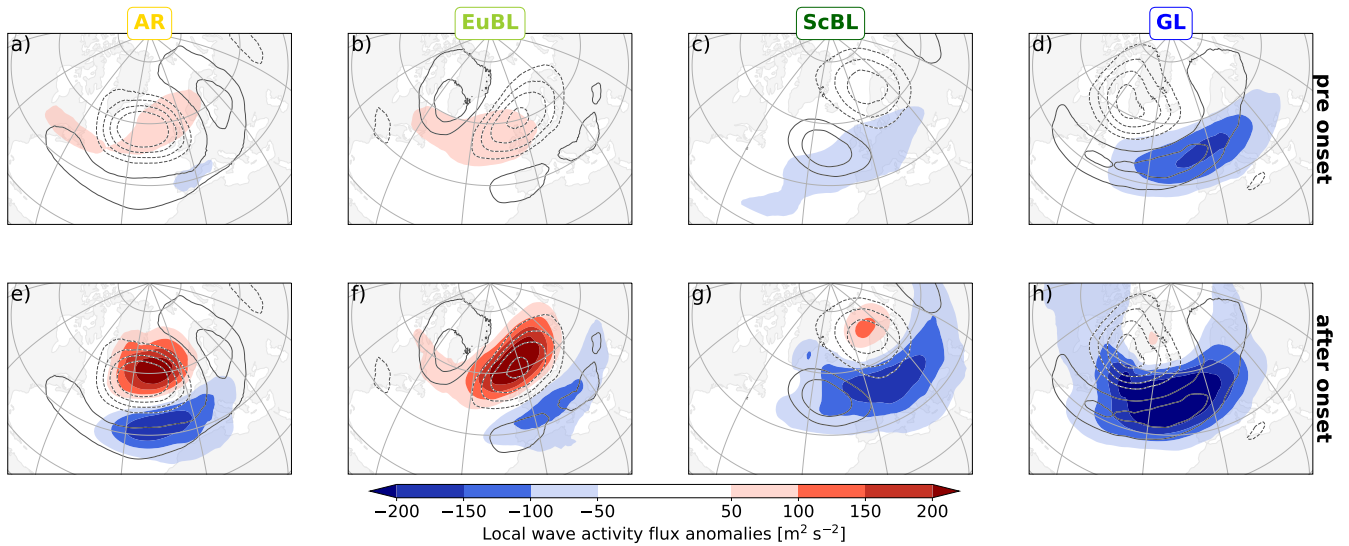 AR
EuBL
ScBL
GL
a)
b)
c)
d)
pre onset
e)
f)
g)
h)
after onset
−200
−150
−100
−50
50
100
150
200
Local wave activity flux anomalies [m² s⁻²]